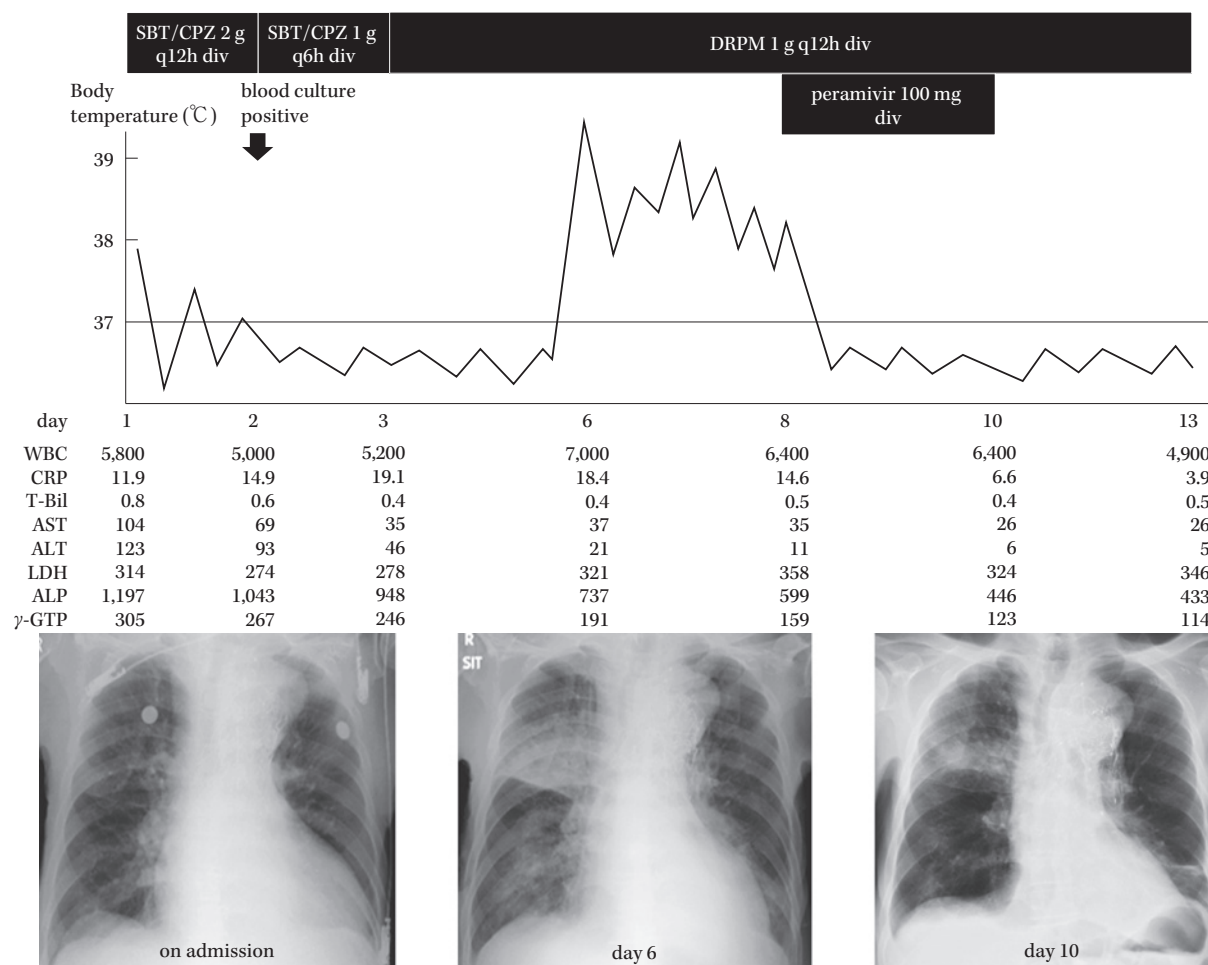 SBT/CPZ 2 g
q12h div
SBT/CPZ 1 g
q6h div
DRPM 1 g q12h div
peramivir 100 mg
div
Body
temperature (℃)
blood culture
positive
39
38
37
day 1 2 3 6 8 10 13
WBC 5,800 5,000 5,200 7,000 6,400 6,400 4,900
CRP 11.9 14.9 19.1 18.4 14.6 6.6 3.9
T-Bil 0.8 0.6 0.4 0.4 0.5 0.4 0.5
AST 104 69 35 37 35 26 26
ALT 123 93 46 21 11 6 5
LDH 314 274 278 321 358 324 346
ALP 1,197 1,043 948 737 599 446 433
γ-GTP 305 267 246 191 159 123 114
R
SIT
on admission
day 6
day 10